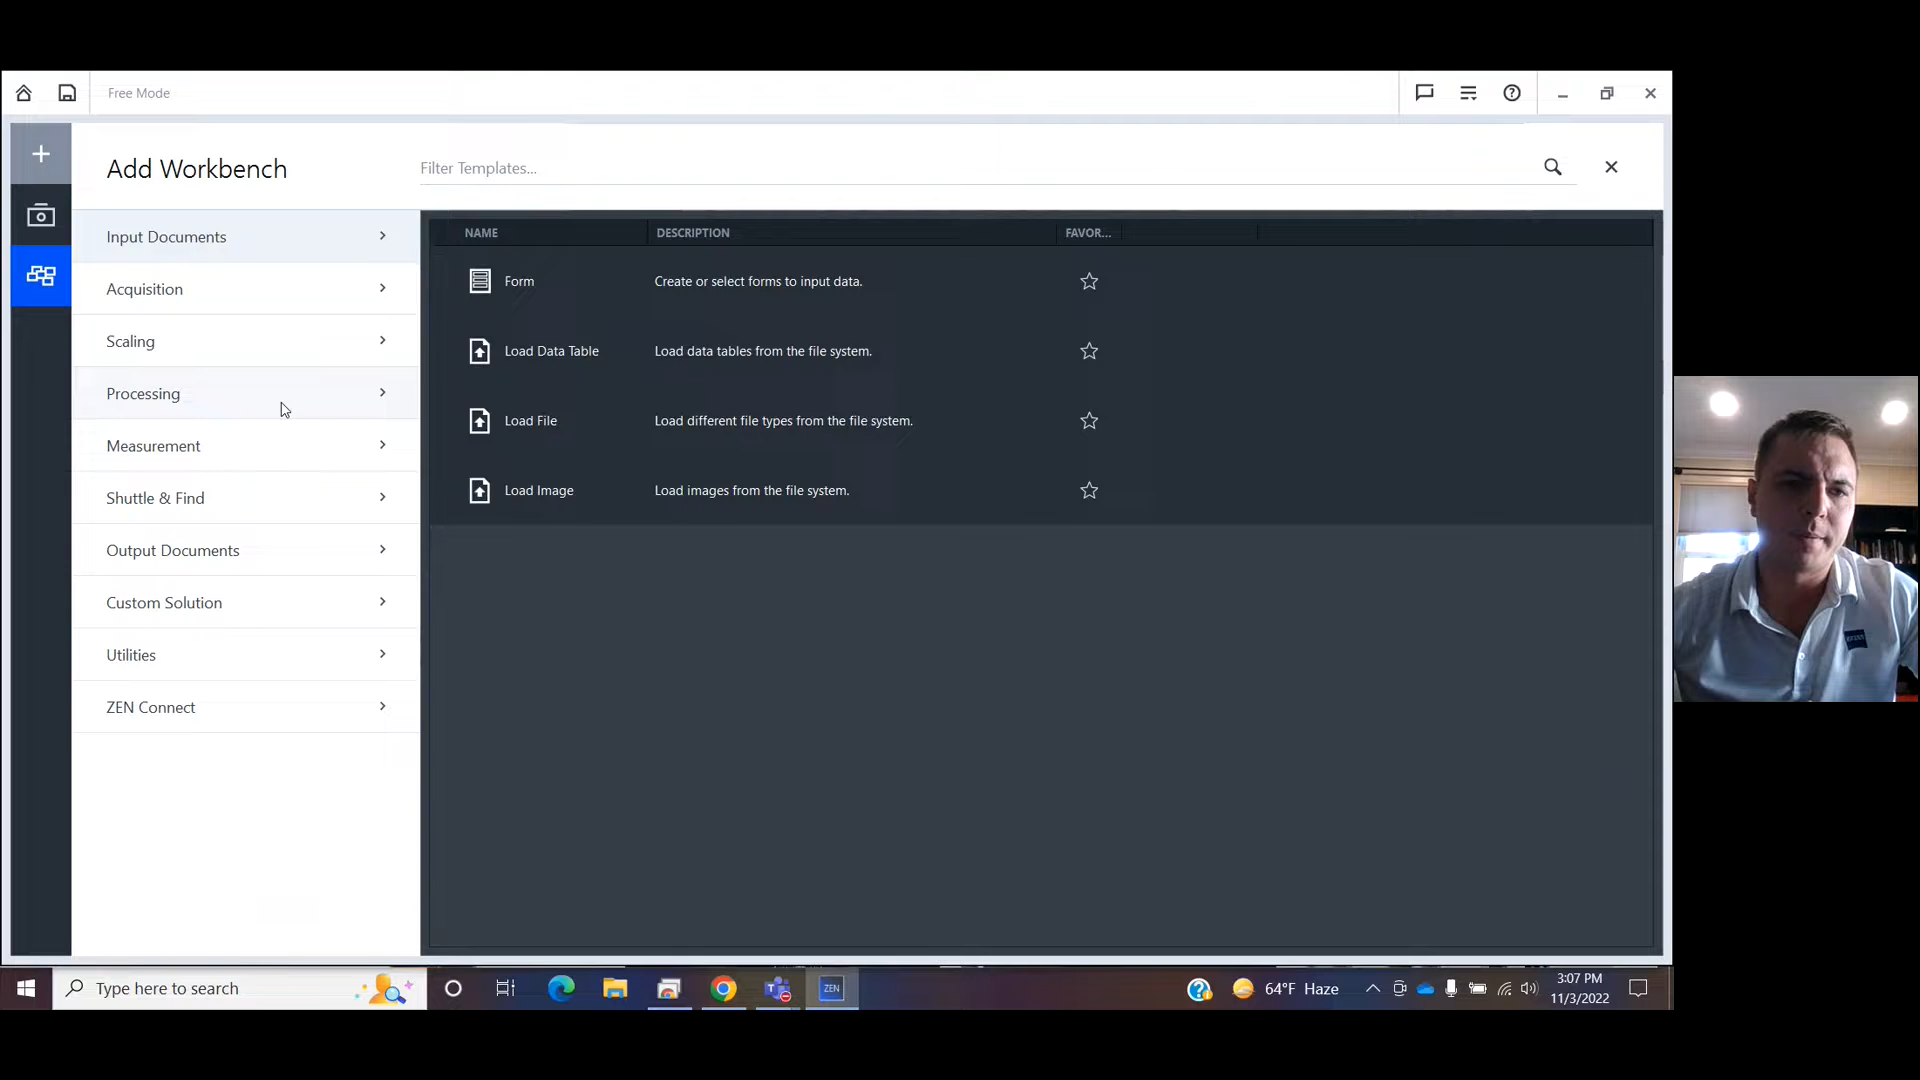 Free Mode
Add Workbench
Filter Templates...
Input Documents
Acquisition
Scaling
Processing
Measurement
Shuttle & Find
Output Documents
Custom Solution
Utilities
ZEN Connect
NAME DESCRIPTION FAVOR...
Form Create or select forms to input data.
Load Data Table Load data tables from the file system.
Load File Load different file types from the file system.
Load Image Load images from the file system.
Type here to search
ZEN
64°F Haze
3:07 PM
11/3/2022